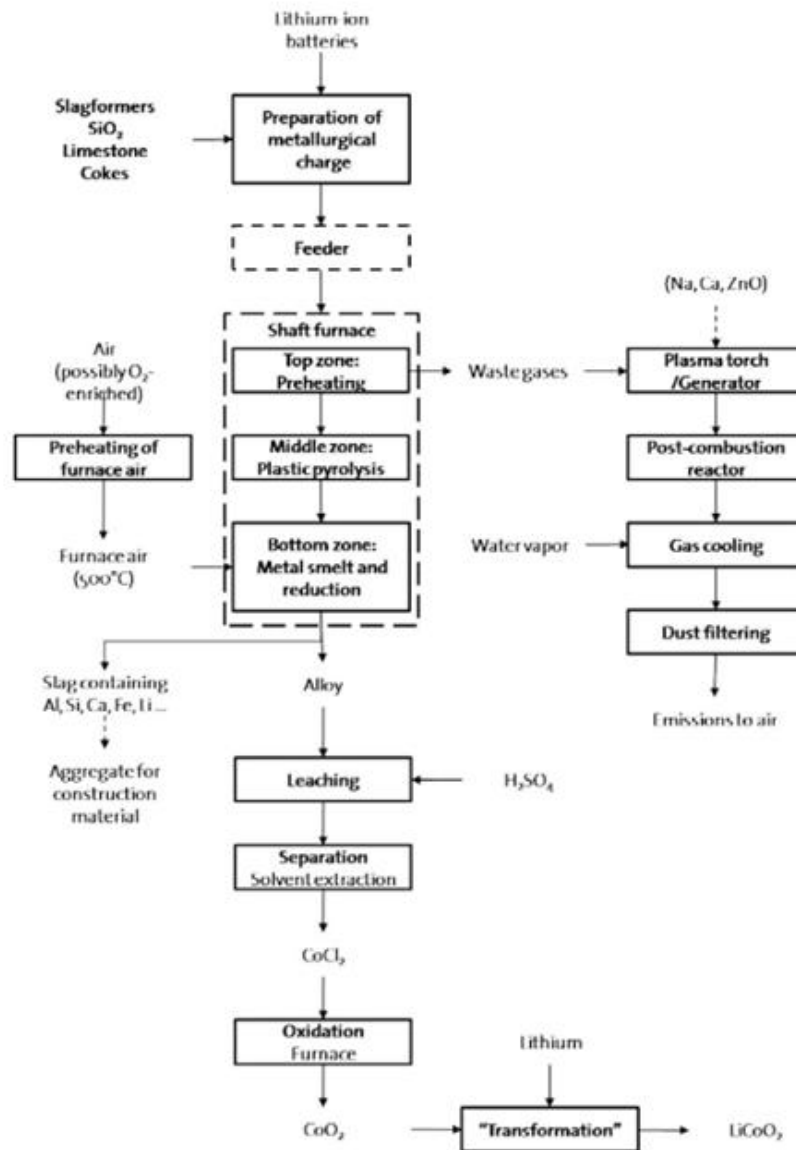 Lithium-ion
batteries
Slagformers
SiO₂
Limestone
Cokes
Preparation of
metallurgical
charge
Feeder
Shaft furnace
Top zone:
Preheating
Waste gases
(Na, Ca, ZnO)
Plasma torch
/Generator
Air
(possibly O₂-
enriched)
Preheating of
furnace air
Middle zone:
Plastic pyrolysis
Post-combustion
reactor
Furnace air
(500°C)
Bottom zone:
Metal smelt and
reduction
Water vapor
Gas cooling
Dust filtering
Emissions to air
Slag containing
Al, Si, Ca, Fe, Li ...
Aggregate for
construction
material
Alloy
Leaching
H₂SO₄
Separation
Solvent extraction
CoCl₂
Oxidation
Furnace
Lithium
CoO₂
"Transformation"
LiCoO₂